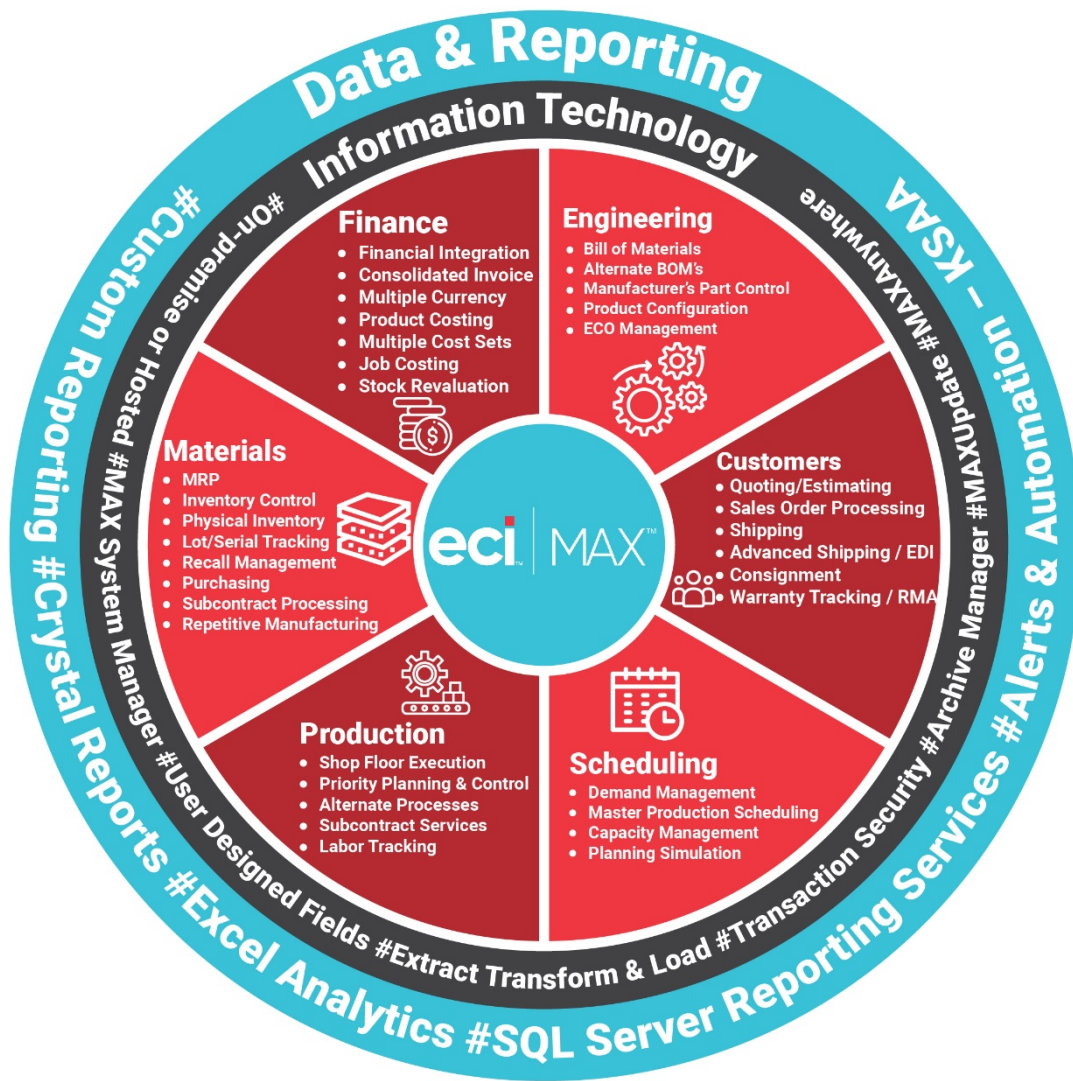 Data & Reporting
#Custom Reporting #Crystal Reports #Excel Analytics #SQL Server Reporting Services #Alerts & Automation – KSAA
Information Technology
#On-premise or Hosted #MAX System Manager #User Designed Fields #Extract Transform & Load #Transaction Security #Archive Manager #MAXUpdate #MAXAnywhere
Finance
• Financial Integration
• Consolidated Invoice
• Multiple Currency
• Product Costing
• Multiple Cost Sets
• Job Costing
• Stock Revaluation
$
Engineering
• Bill of Materials
• Alternate BOM's
• Manufacturer's Part Control
• Product Configuration
• ECO Management
Materials
• MRP
• Inventory Control
• Physical Inventory
• Lot/Serial Tracking
• Recall Management
• Purchasing
• Subcontract Processing
• Repetitive Manufacturing
eci™ | MAX™
Customers
• Quoting/Estimating
• Sales Order Processing
• Shipping
• Advanced Shipping / EDI
• Consignment
• Warranty Tracking / RMA
Production
• Shop Floor Execution
• Priority Planning & Control
• Alternate Processes
• Subcontract Services
• Labor Tracking
Scheduling
• Demand Management
• Master Production Scheduling
• Capacity Management
• Planning Simulation